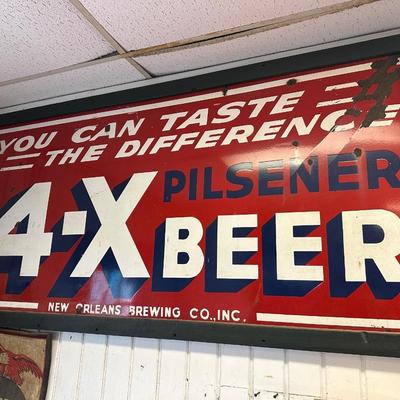 YOU CAN TASTE
THE DIFFERENCE
4-X PILSENER
BEER
NEW ORLEANS BREWING CO., INC.